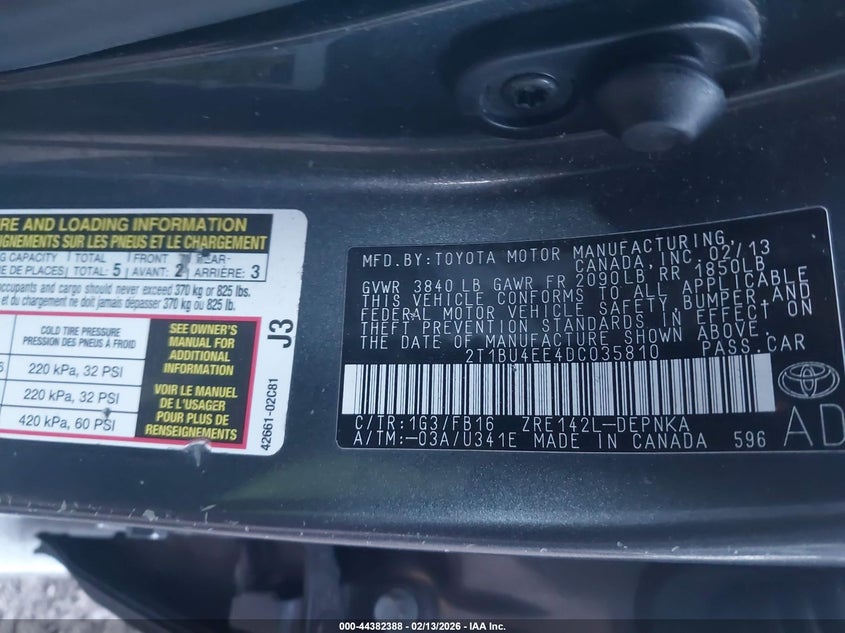 IRE AND LOADING INFORMATION
EIGNEMENTS SUR LES PNEUS ET LE CHARGEMENT
CAPACITY TOTAL FRONT REAR
DE PLACES TOTAL: 5 AVANT: 2 ARRIÈRE: 3
occupants and cargo should never exceed 370 kg or 825 lbs.
et du chargement ne doit jamais dépasser 370 kg ou 825 lb.
COLD TIRE PRESSURE
PRESSION DES PNEUS À FROID
220 kPa, 32 PSI
220 kPa, 32 PSI
420 kPa, 60 PSI
SEE OWNER'S
MANUAL FOR
ADDITIONAL
INFORMATION
VOIR LE MANUEL
DE L'USAGER
POUR PLUS DE
RENSEIGNEMENTS
J3
42661-02C81
MFD. BY: TOYOTA MOTOR MANUFACTURING,
CANADA, INC. 02/13
GVWR 3840 LB GAWR FR 2090LB, RR 1850LB
THIS VEHICLE CONFORMS TO ALL APPLICABLE
FEDERAL MOTOR VEHICLE SAFETY, BUMPER, AND
THEFT PREVENTION STANDARDS IN EFFECT ON
THE DATE OF MANUFACTURE SHOWN ABOVE.
2T1BU4EE4DC035810 PASS. CAR
C/TR: 1G3/FB16 ZRE142L-DEPNKA
A/TM: -03A/U341E MADE IN CANADA 596
AD
000-44382388 - 02/13/2026 - IAA Inc.